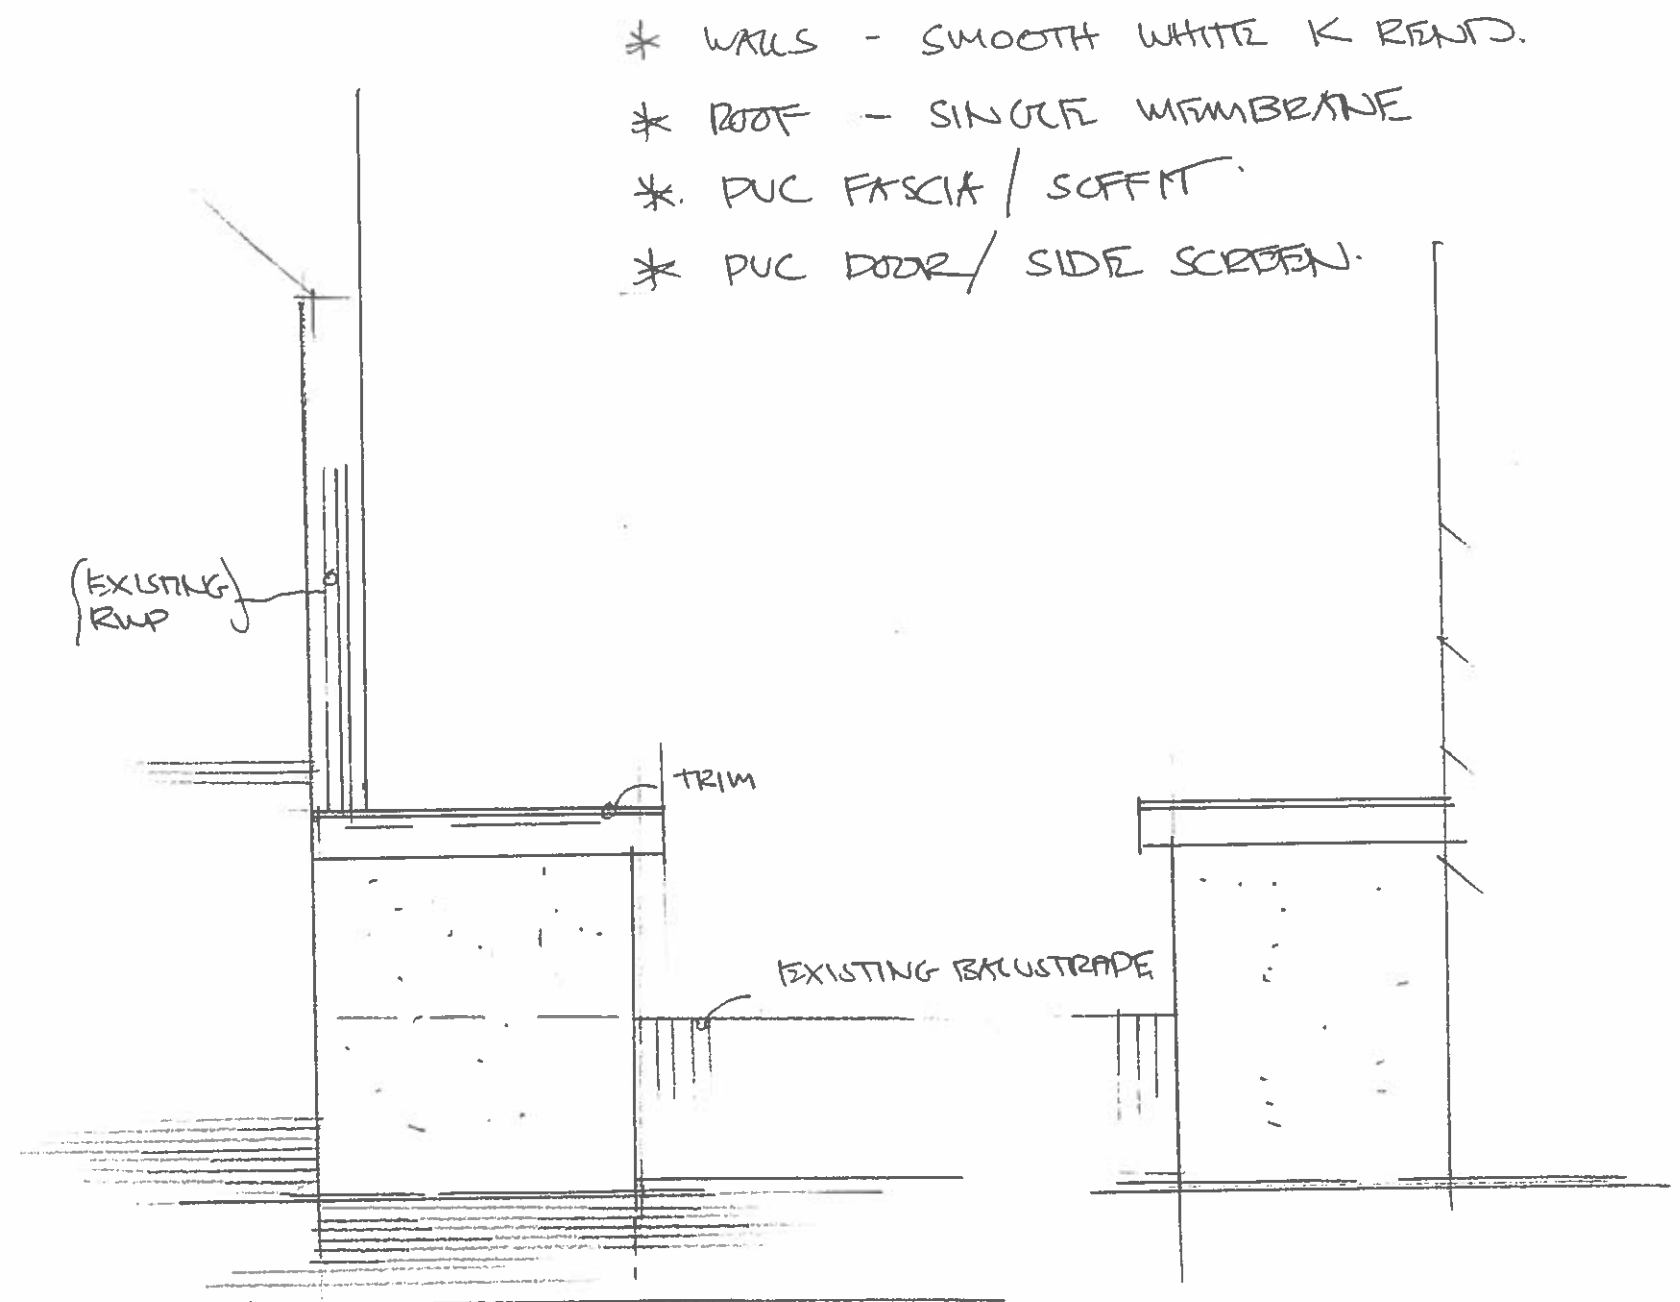 * WALLS - SMOOTH WHITE K REND.
* ROOF - SINGLE MEMBRANE
*. PVC FASCIA / SOFFIT.
* PVC DOOR / SIDE SCREEN.
(EXISTING)
RWP
TRIM
EXISTING BALUSTRADE